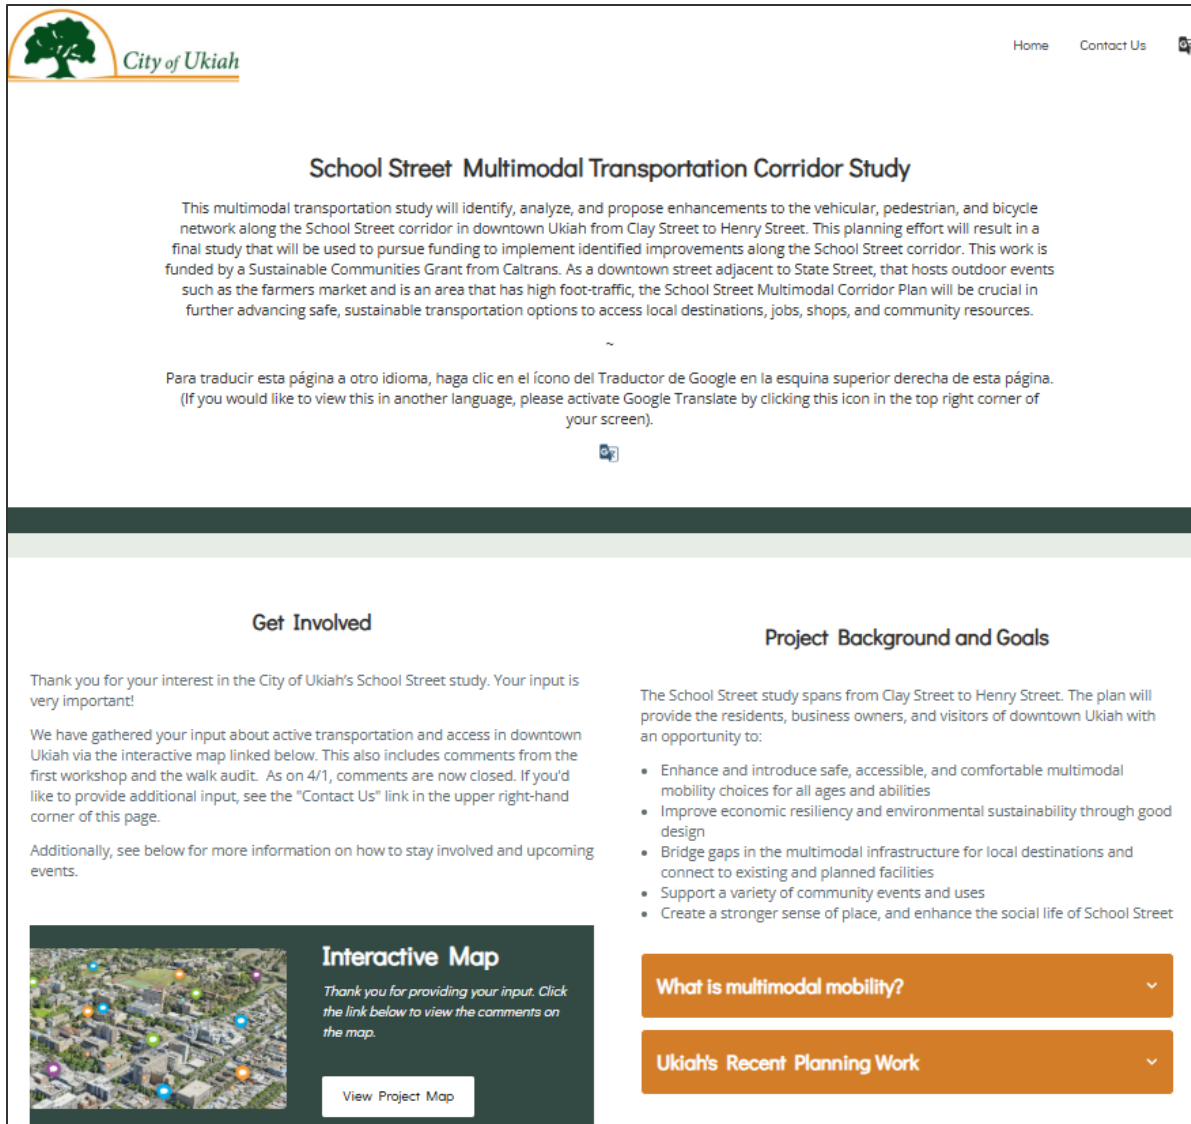 City of Ukiah
Home
Contact Us
School Street Multimodal Transportation Corridor Study
This multimodal transportation study will identify, analyze, and propose enhancements to the vehicular, pedestrian, and bicycle
network along the School Street corridor in downtown Ukiah from Clay Street to Henry Street. This planning effort will result in a
final study that will be used to pursue funding to implement identified improvements along the School Street corridor. This work is
funded by a Sustainable Communities Grant from Caltrans. As a downtown street adjacent to State Street, that hosts outdoor events
such as the farmers market and is an area that has high foot-traffic, the School Street Multimodal Corridor Plan will be crucial in
further advancing safe, sustainable transportation options to access local destinations, jobs, shops, and community resources.
~
Para traducir esta página a otro idioma, haga clic en el ícono del Traductor de Google en la esquina superior derecha de esta página.
(If you would like to view this in another language, please activate Google Translate by clicking this icon in the top right corner of
your screen).
Get Involved
Thank you for your interest in the City of Ukiah's School Street study. Your input is
very important!
We have gathered your input about active transportation and access in downtown
Ukiah via the interactive map linked below. This also includes comments from the
first workshop and the walk audit. As on 4/1, comments are now closed. If you'd
like to provide additional input, see the "Contact Us" link in the upper right-hand
corner of this page.
Additionally, see below for more information on how to stay involved and upcoming
events.
Interactive Map
Thank you for providing your input. Click
the link below to view the comments on
the map.
View Project Map
Project Background and Goals
The School Street study spans from Clay Street to Henry Street. The plan will
provide the residents, business owners, and visitors of downtown Ukiah with
an opportunity to:
• Enhance and introduce safe, accessible, and comfortable multimodal
mobility choices for all ages and abilities
• Improve economic resiliency and environmental sustainability through good
design
• Bridge gaps in the multimodal infrastructure for local destinations and
connect to existing and planned facilities
• Support a variety of community events and uses
• Create a stronger sense of place, and enhance the social life of School Street
What is multimodal mobility?
Ukiah's Recent Planning Work